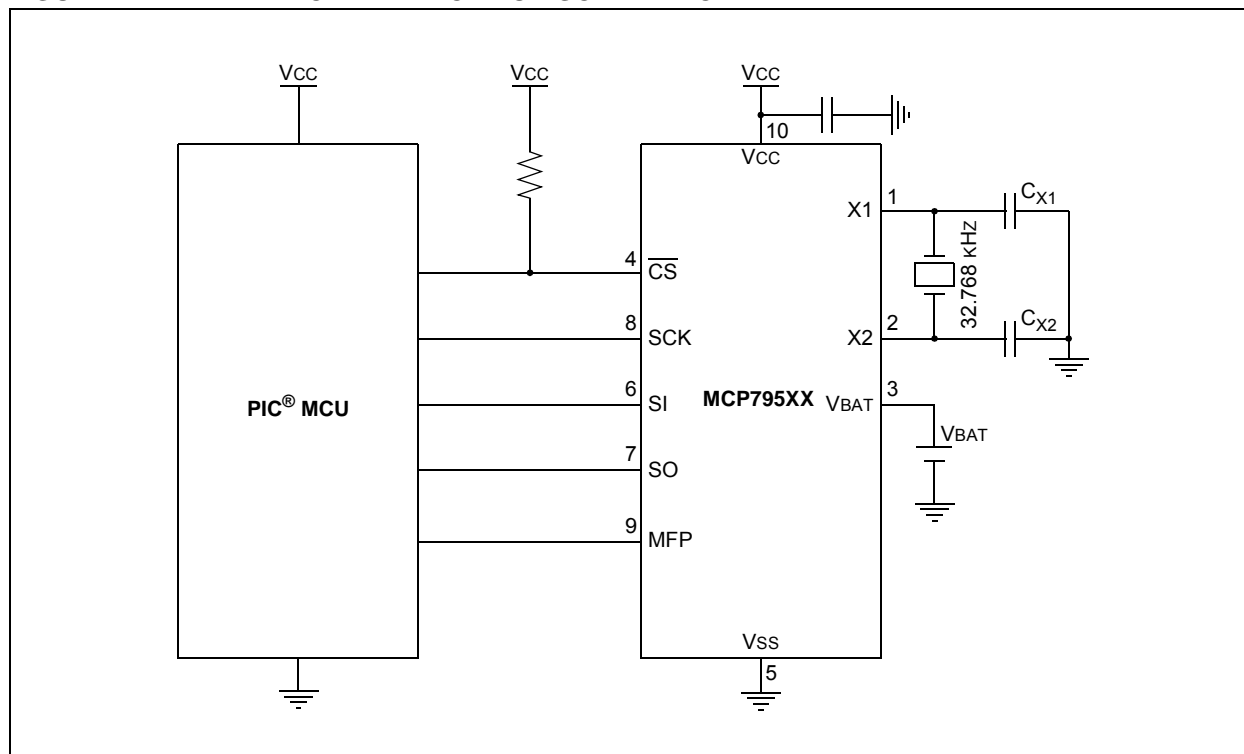 VCC
VCC
VCC
10
VCC
X1
1
CX1
32.768 KHZ
4
CS
8
SCK
X2
2
CX2
PIC® MCU
6
SI
MCP795XX
VBAT
3
VBAT
7
SO
9
MFP
VSS
5